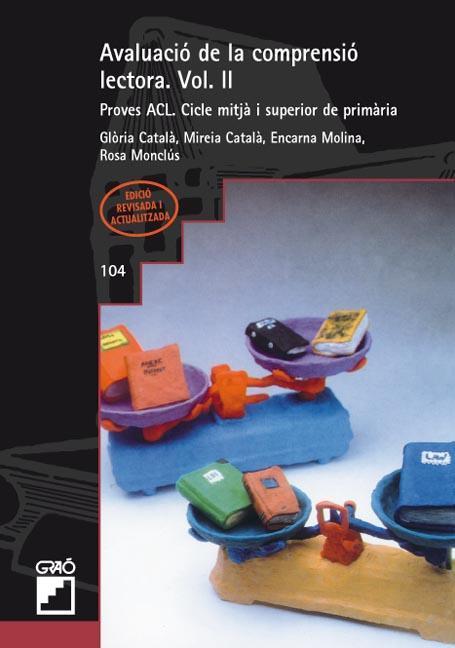 Avaluació de la comprensió
lectora. Vol. II
Proves ACL. Cicle mitjà i superior de primària
Glòria Català, Mireia Català, Encarna Molina,
Rosa Monclús
EDICIÓ
REVISADA I
ACTUALITZADA
104
GRAÓ